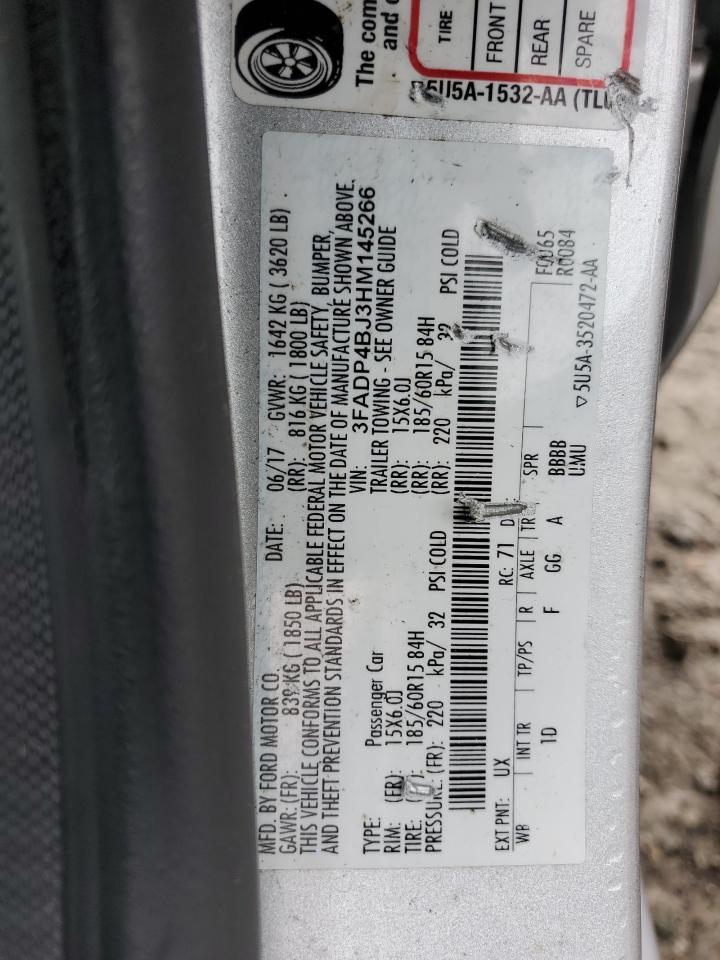 The com
and c
TIRE
FRONT
REAR
SPARE
5U5A-1532-AA (TL
MFD. BY FORD MOTOR CO.
DATE: 06/17 GVWR: 1642 KG ( 3620 LB)
GAWR: (FR): 839 KG ( 1850 LB) (RR): 816 KG ( 1800 LB)
THIS VEHICLE CONFORMS TO ALL APPLICABLE FEDERAL MOTOR VEHICLE SAFETY, BUMPER,
AND THEFT PREVENTION STANDARDS IN EFFECT ON THE DATE OF MANUFACTURE SHOWN ABOVE.
VIN: 3FADP4BJ3HM145266
TYPE: Passenger Car TRAILER TOWING - SEE OWNER GUIDE
RIM: (FR) 15X6.0J (RR): 15X6.0J
TIRE: 185/60R15 84H (RR): 185/60R15 84H
PRESSURE: (FR): 220 kPa/ 32 PSI COLD (RR): 220 kPa/ 32 PSI COLD
EXT PNT: UX RC: 71 D
WB INT TR TP/PS R AXLE TR SPR F0065
1D F GG A BBBB R0084
UMU
▽ 5U5A-3520472-AA